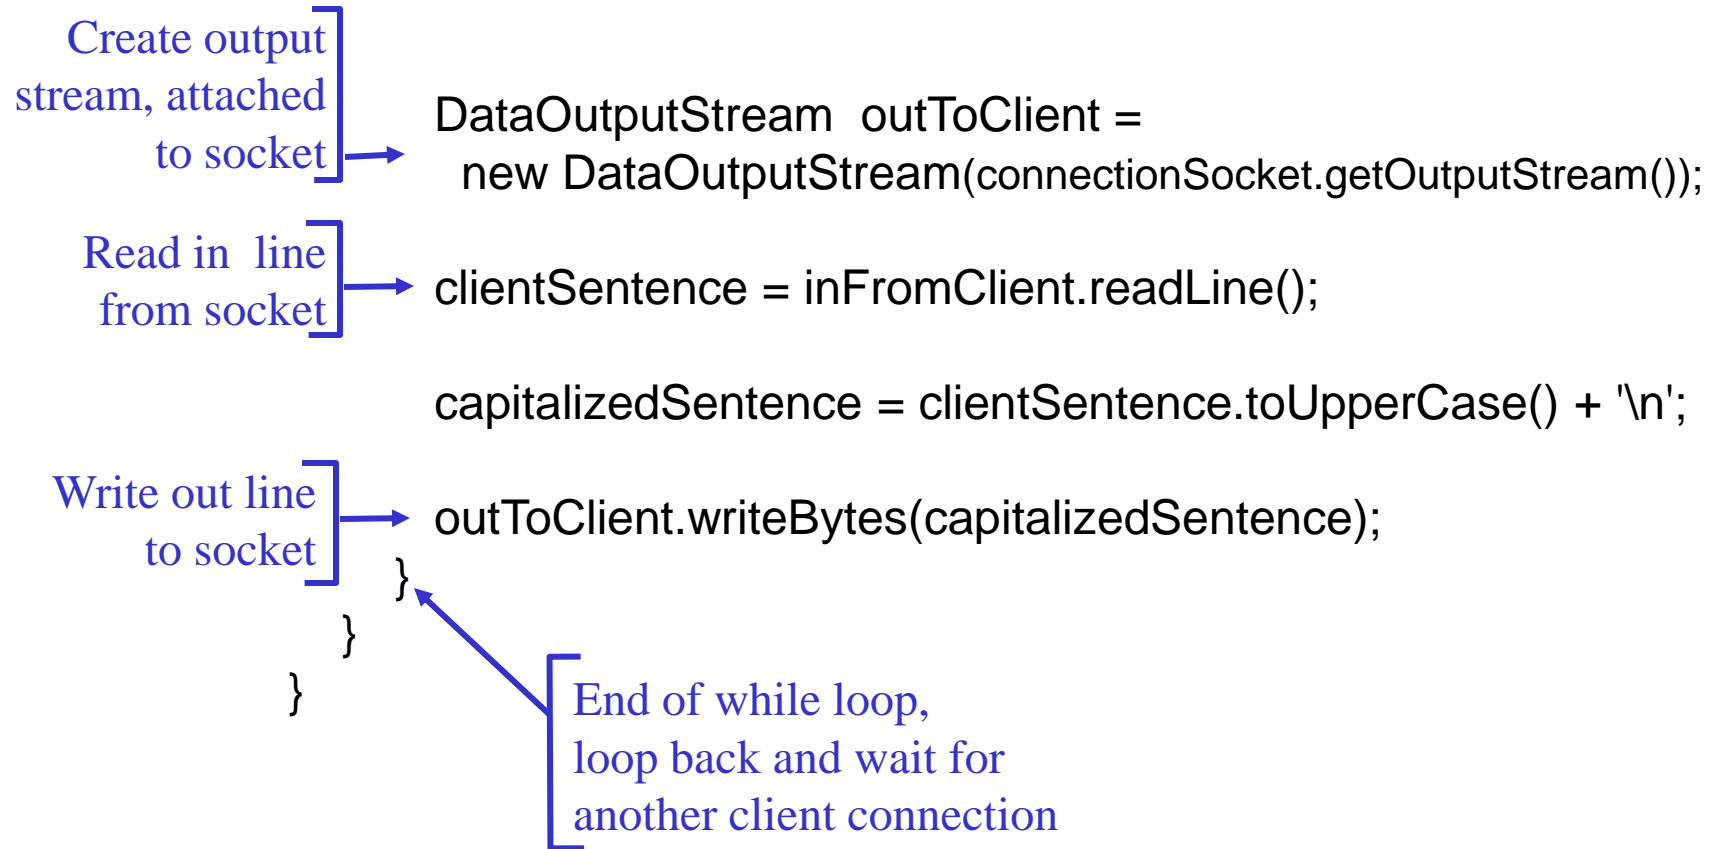 Create output
stream, attached
to socket
DataOutputStream outToClient =
new DataOutputStream(connectionSocket.getOutputStream());
Read in line
from socket
clientSentence = inFromClient.readLine();
capitalizedSentence = clientSentence.toUpperCase() + '\n';
Write out line
to socket
outToClient.writeBytes(capitalizedSentence);
}
}
}
End of while loop,
loop back and wait for
another client connection